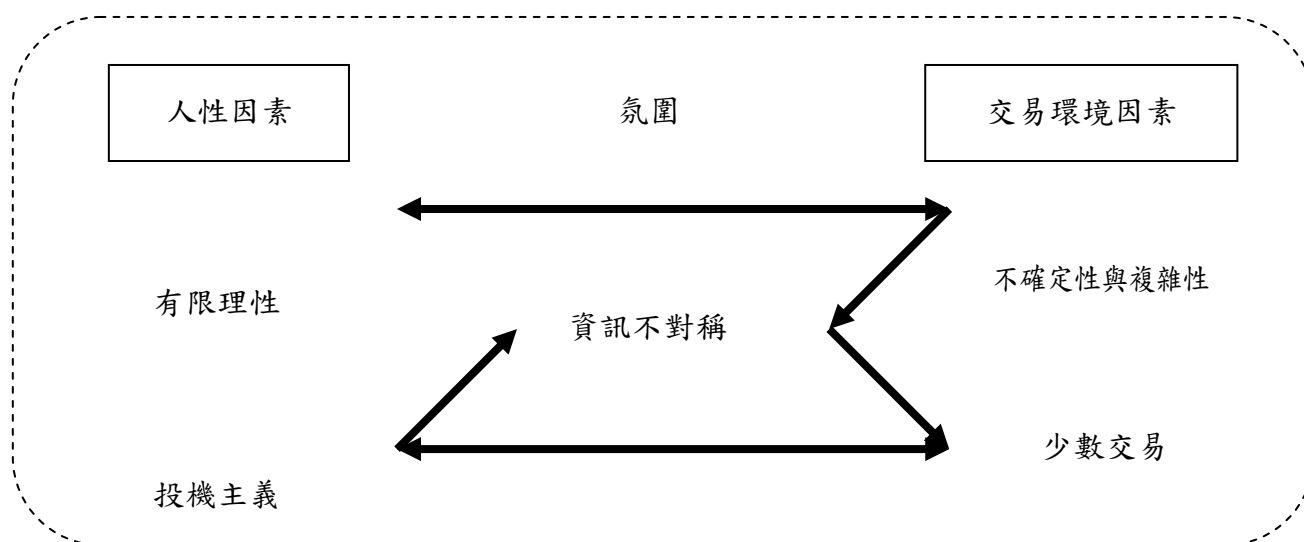 人性因素
氛圍
交易環境因素
有限理性
不確定性與複雜性
資訊不對稱
投機主義
少數交易